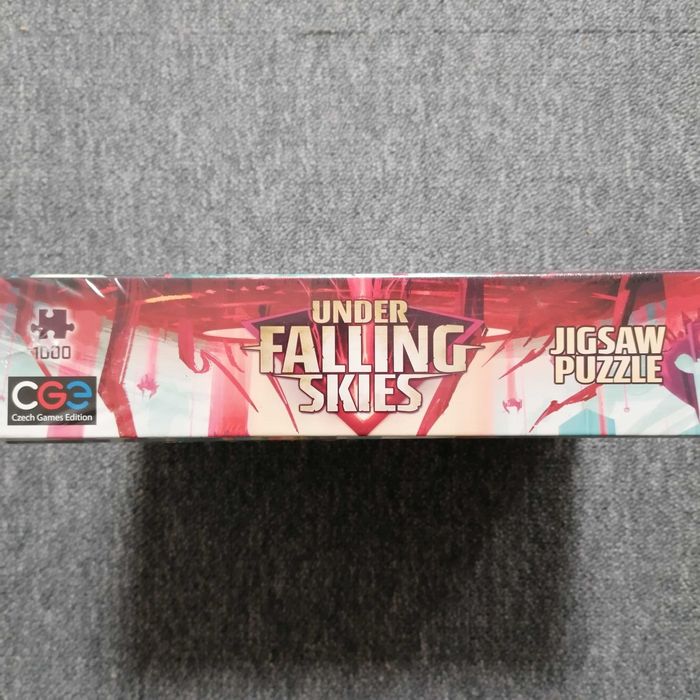 1000
CGE
Czech Games Edition
UNDER
FALLING
SKIES
JIGSAW
PUZZLE